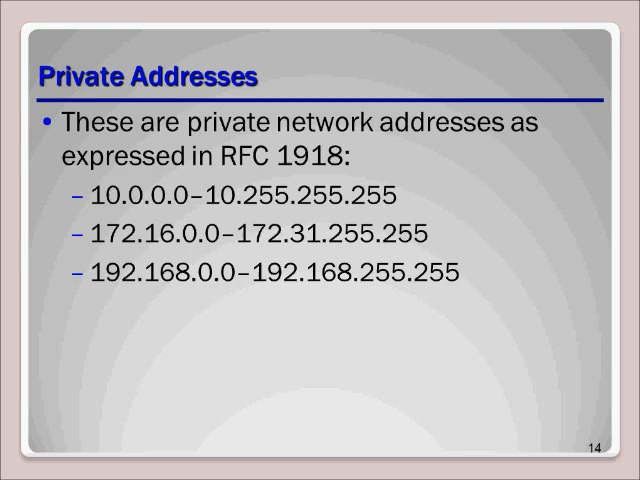 Private Addresses
• These are private network addresses as
expressed in RFC 1918:
– 10.0.0.0–10.255.255.255
– 172.16.0.0–172.31.255.255
– 192.168.0.0–192.168.255.255
14